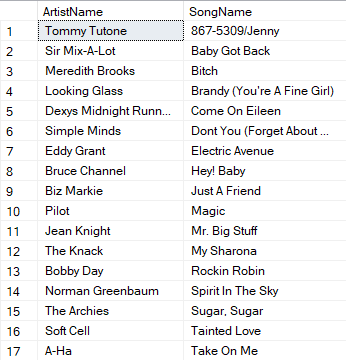 ArtistName SongName
1 Tommy Tutone 867-5309/Jenny
2 Sir Mix-A-Lot Baby Got Back
3 Meredith Brooks Bitch
4 Looking Glass Brandy (You're A Fine Girl)
5 Dexys Midnight Runn... Come On Eileen
6 Simple Minds Dont You (Forget About ...
7 Eddy Grant Electric Avenue
8 Bruce Channel Hey! Baby
9 Biz Markie Just A Friend
10 Pilot Magic
11 Jean Knight Mr. Big Stuff
12 The Knack My Sharona
13 Bobby Day Rockin Robin
14 Norman Greenbaum Spirit In The Sky
15 The Archies Sugar, Sugar
16 Soft Cell Tainted Love
17 A-Ha Take On Me